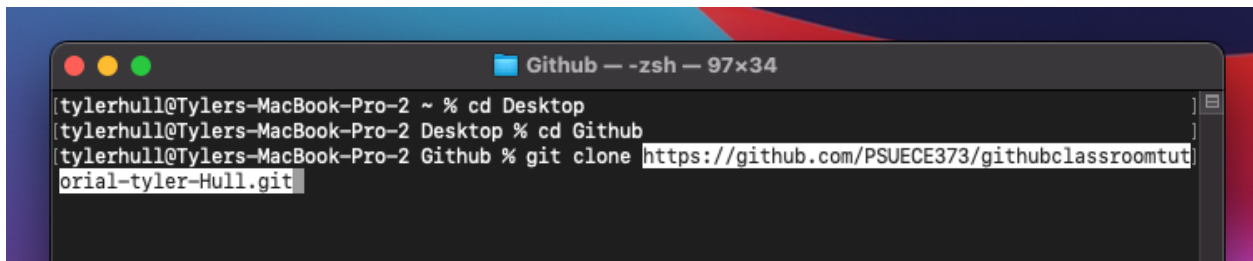 Github — -zsh — 97×34
[tylerhull@Tylers-MacBook-Pro-2 ~ % cd Desktop ]
[tylerhull@Tylers-MacBook-Pro-2 Desktop % cd Github ]
[tylerhull@Tylers-MacBook-Pro-2 Github % git clone https://github.com/PSUECE373/githubclassroomtut]
orial-tyler-Hull.git